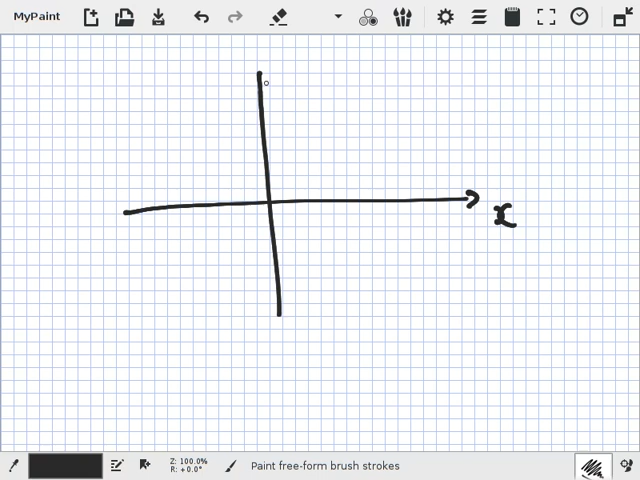 MyPaint
x
Z: 100.0%
R: +0.0°
Paint free-form brush strokes